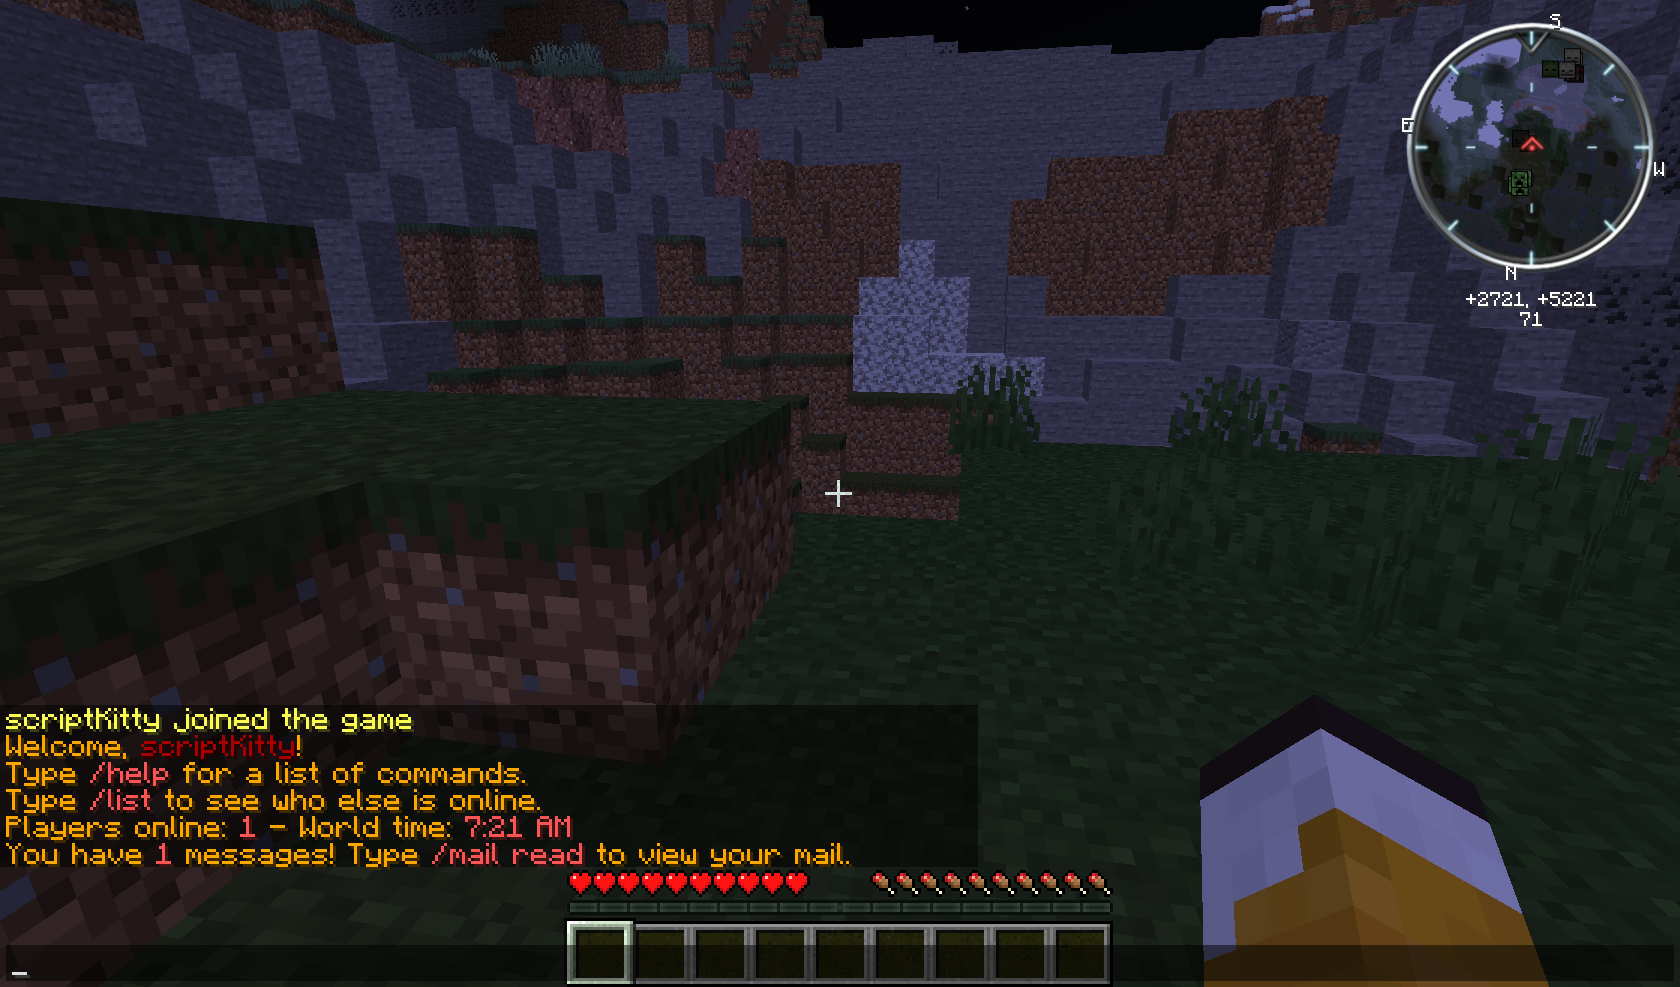 S
E
W
N
+2721, +5221
71
scriptKitty joined the game
Welcome, scriptKitty!
Type /help for a list of commands.
Type /list to see who else is online.
Players online: 1 - World time: 7:21 AM
You have 1 messages! Type /mail read to view your mail.
_